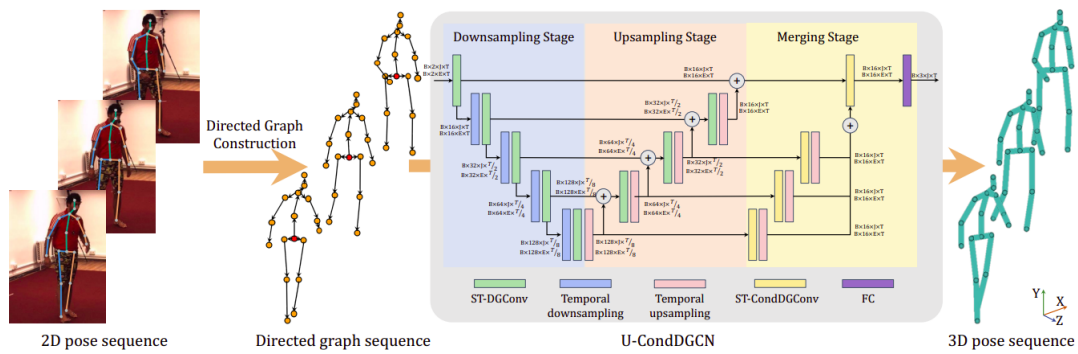 Downsampling Stage
Upsampling Stage
Merging Stage
Directed Graph
Construction
B×2×J×T
B×2×E×T
B×16×J×T
B×16×E×T
B×16×J×T
B×16×E×T
B×3×J×T
B×16×J×T
B×16×E×T
B×32×J×T/2
B×32×E×T/2
B×16×J×T
B×16×E×T
B×32×J×T/2
B×32×E×T/2
B×64×J×T/4
B×64×E×T/4
B×32×J×T/2
B×32×E×T/2
B×16×J×T
B×16×E×T
B×64×J×T/4
B×64×E×T/4
B×128×J×T/8
B×128×E×T/8
B×64×J×T/4
B×64×E×T/4
B×16×J×T
B×16×E×T
B×128×J×T/8
B×128×E×T/8
B×128×J×T/8
B×128×E×T/8
B×16×J×T
B×16×E×T
ST-DGConv
Temporal
downsampling
Temporal
upsampling
ST-CondDGConv
FC
Y
X
Z
2D pose sequence
Directed graph sequence
U-CondDGCN
3D pose sequence